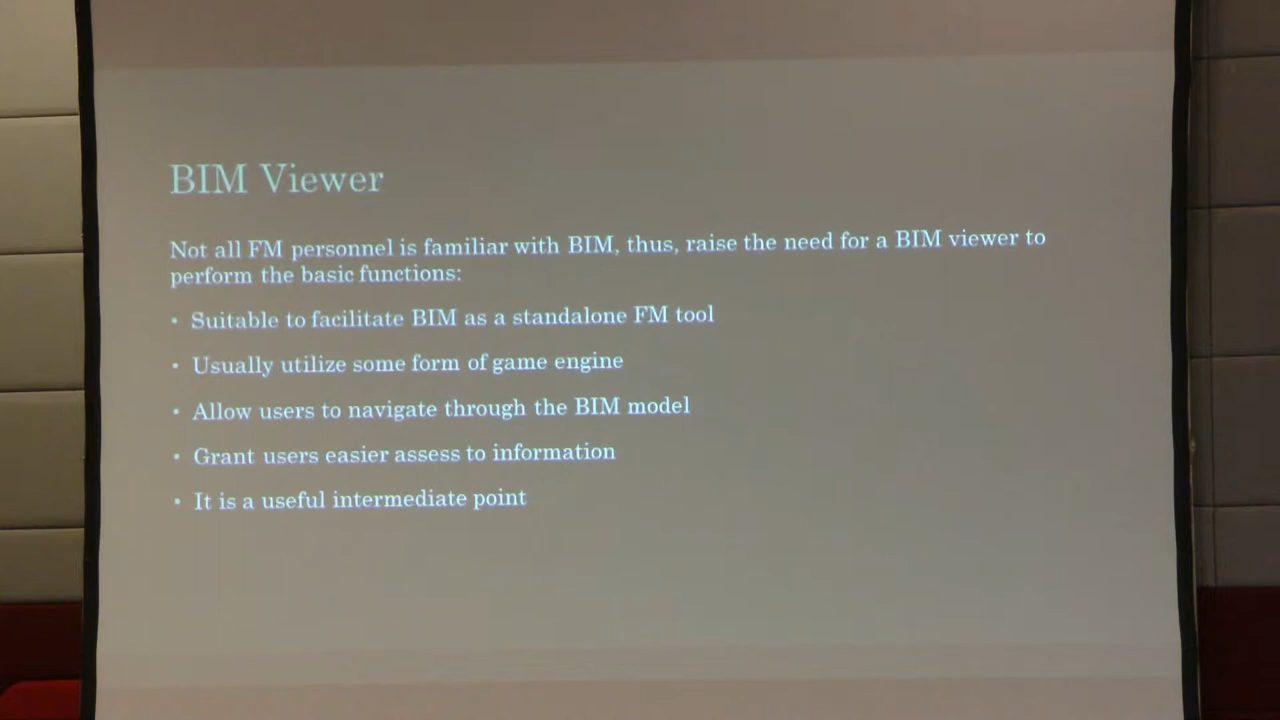 BIM Viewer
Not all FM personnel is familiar with BIM, thus, raise the need for a BIM viewer to
perform the basic functions:
• Suitable to facilitate BIM as a standalone FM tool
• Usually utilize some form of game engine
• Allow users to navigate through the BIM model
• Grant users easier assess to information
• It is a useful intermediate point